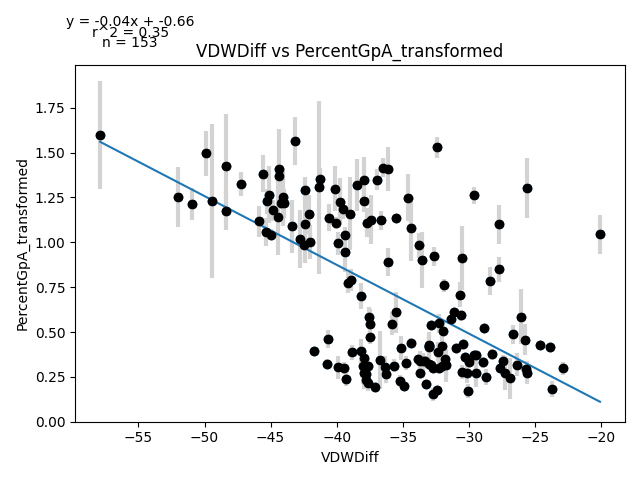 y = -0.04x + -0.66
r^2 = 0.35
n = 153
VDWDiff vs PercentGpA_transformed
PercentGpA_transformed
1.75
1.50
1.25
1.00
0.75
0.50
0.25
0.00
−55 −50 −45 −40 −35 −30 −25 −20
VDWDiff